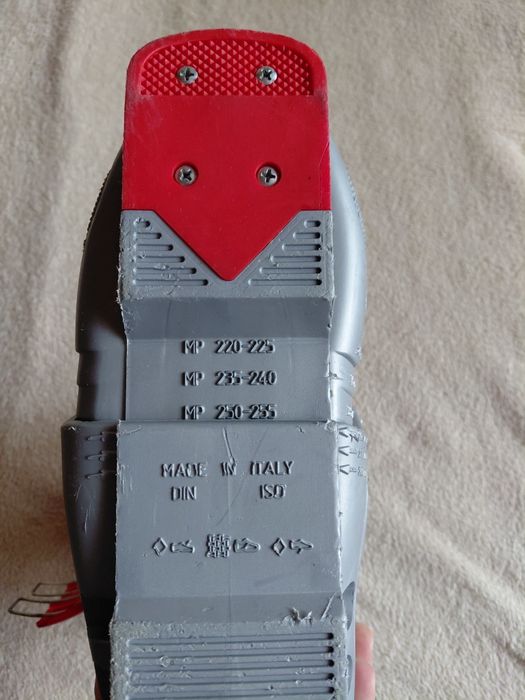 MP 220-225
MP 235-240
MP 250-255
MADE IN ITALY
DIN ISO